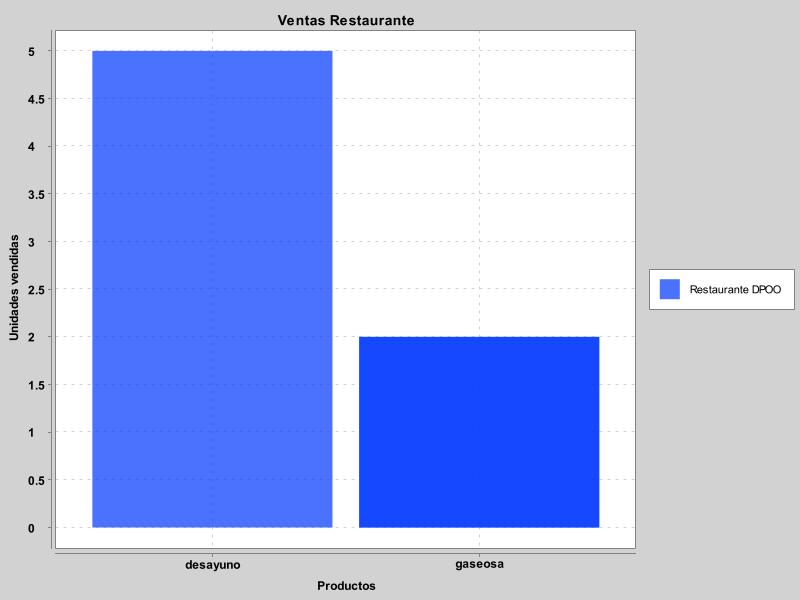 Ventas Restaurante
Unidades vendidas
5
4.5
4
3.5
3
2.5
2
1.5
1
0.5
0
desayuno
gaseosa
Productos
Restaurante DPOO